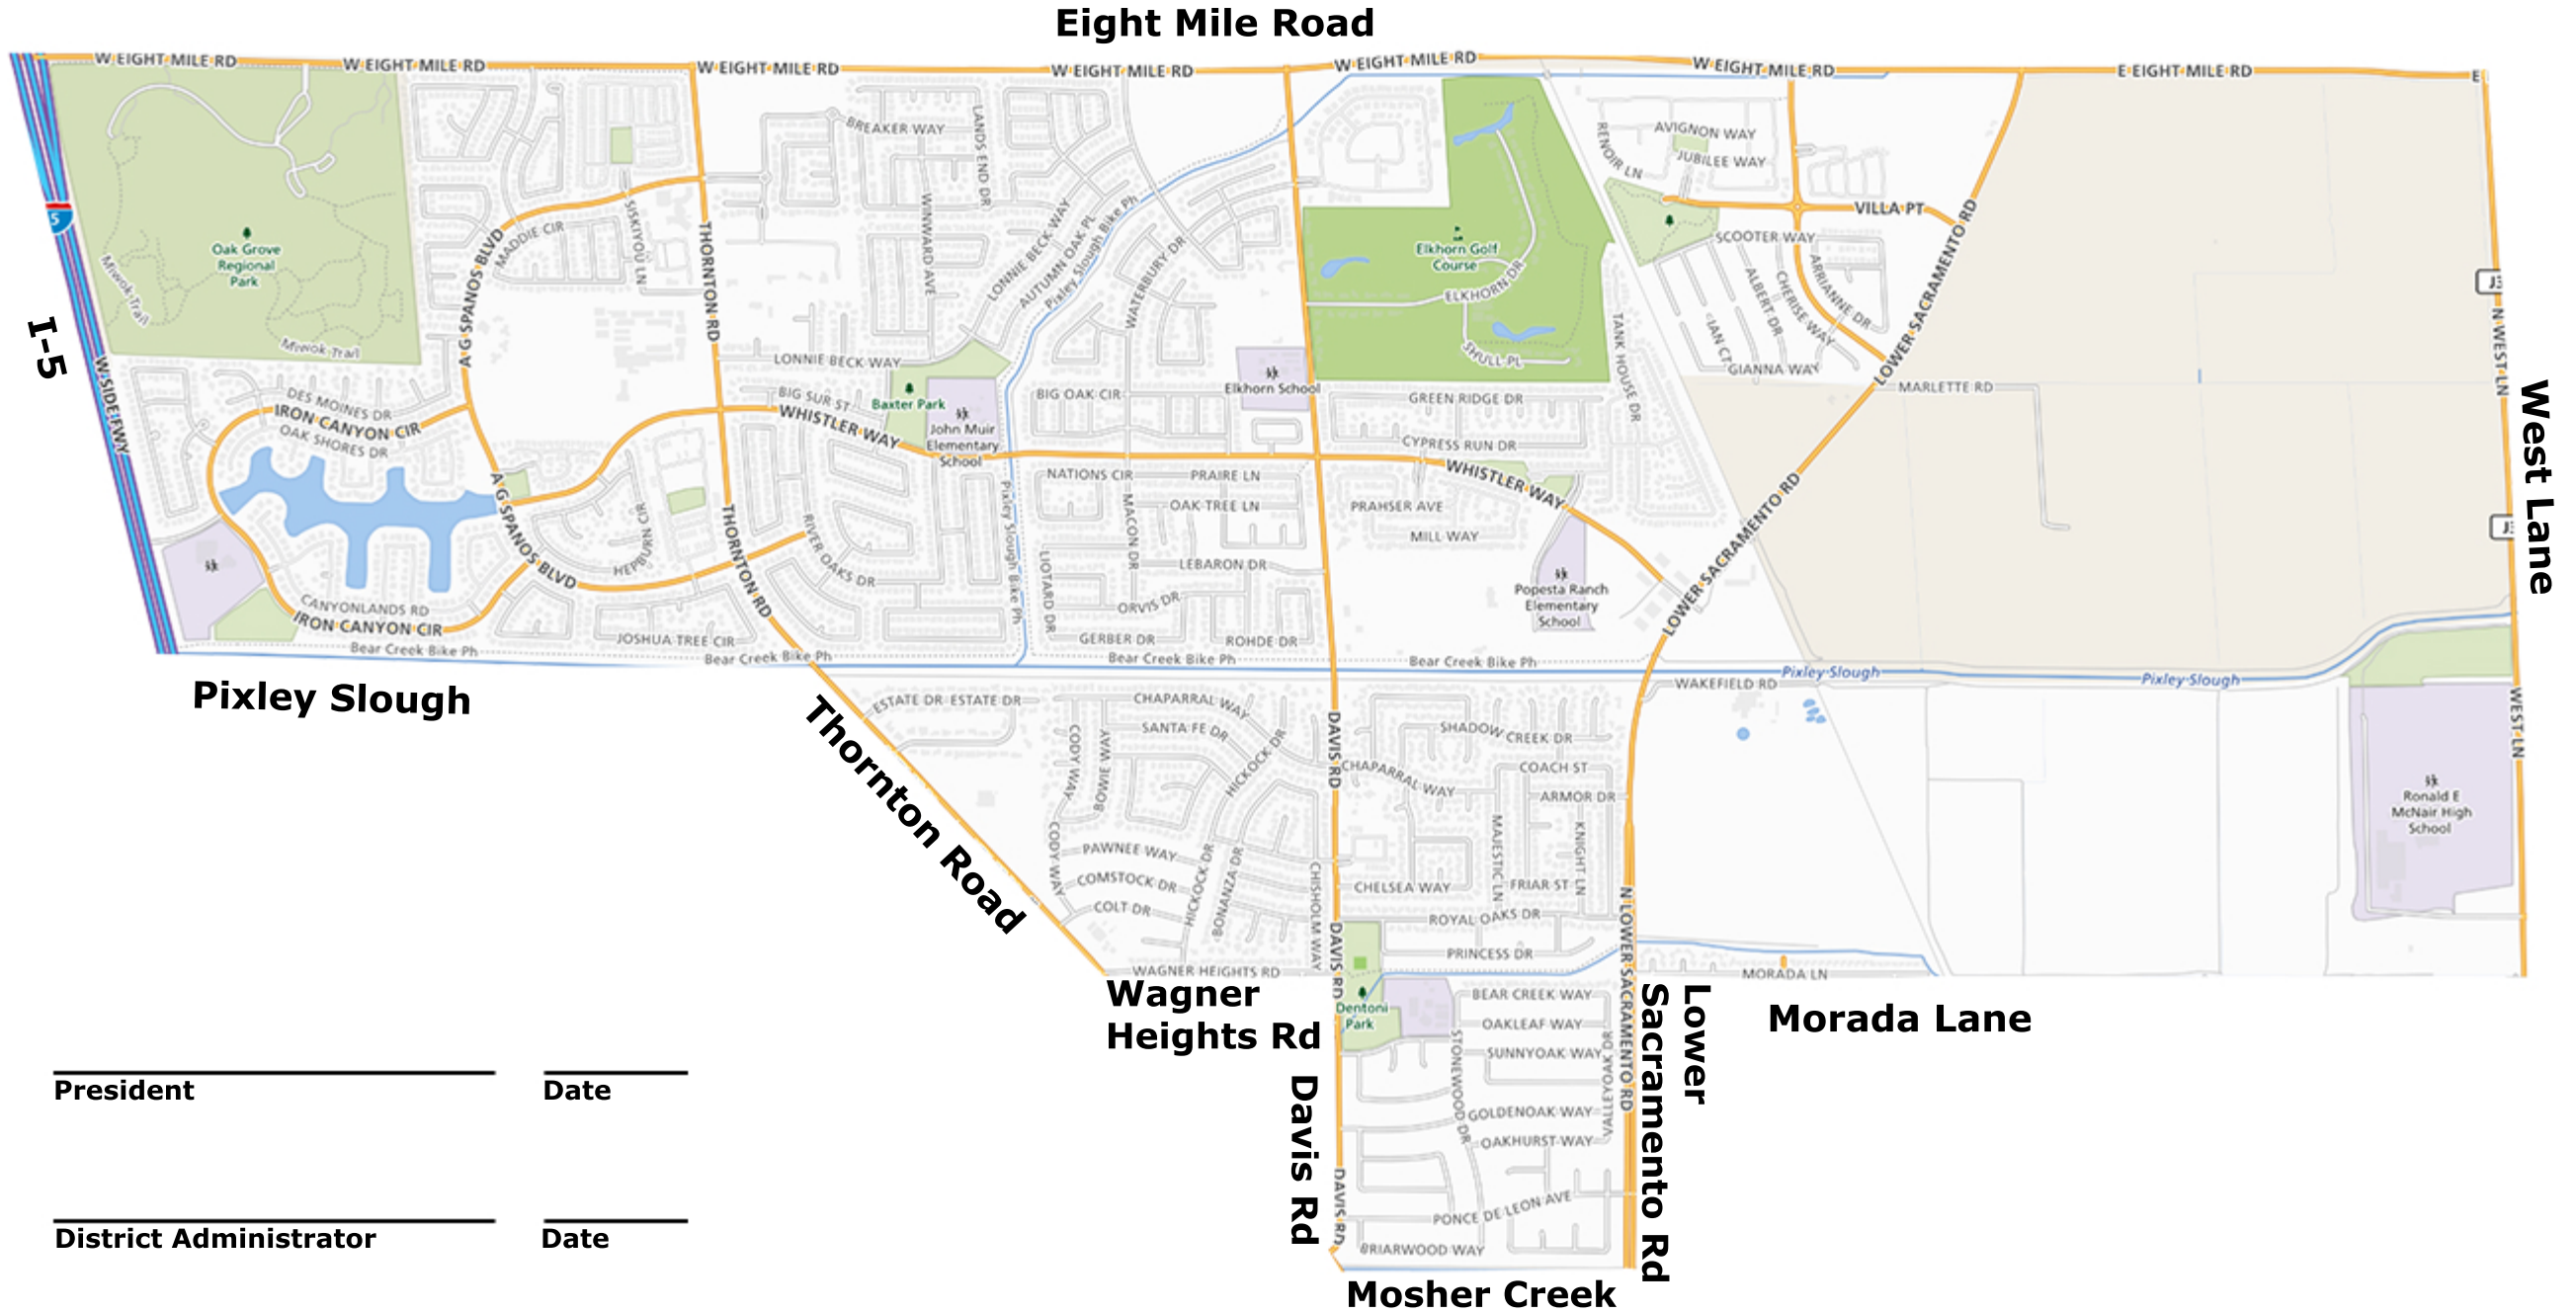 Eight Mile Road
W EIGHT MILE RD
W EIGHT MILE RD
W EIGHT MILE RD
W EIGHT MILE RD
W EIGHT MILE RD
W EIGHT MILE RD
E EIGHT MILE RD
E
BREAKER WAY
LANDS END DR
RENOIR LN
AVIGNON WAY
JUBILEE WAY
5
Oak Grove
Regional
Park
Miwok Trail
Miwok Trail
A G SPANOS BLVD
MADDIE CIR
SISKIYOU LN
THORNTON RD
WINWARD AVE
LONNIE BECK WAY
AUTUMN OAK PL
Pixley Slough Bike Ph
WATERBURY DR
Elkhorn Golf
Course
ELKHORN DR
SHULL PL
TANK HOUSE DR
VILLA PT
SCOOTER WAY
ALBERT DR
CHERISE WAY
ARRIANNE DR
IAN CT
GIANNA WAY
LOWER SACRAMENTO RD
J3
N WEST LN
I-5
W SIDE FWY
LONNIE BECK WAY
BIG SUR ST
WHISTLER WAY
Baxter Park
John Muir
Elementary
School
BIG OAK CIR
Elkhorn School
GREEN RIDGE DR
CYPRESS RUN DR
MARLETTE RD
West Lane
DES MOINES DR
IRON CANYON CIR
OAK SHORES DR
A G SPANOS BLVD
HEPBURN CIR
THORNTON RD
RIVER OAKS DR
Pixley Slough Bike Ph
NATIONS CIR
PRAIRE LN
OAK TREE LN
MACON DR
LIOTARD DR
LEBARON DR
ORVIS DR
GERBER DR
ROHDE DR
WHISTLER WAY
PRAHSER AVE
MILL WAY
Popesta Ranch
Elementary
School
LOWER SACRAMENTO RD
J3
CANYONLANDS RD
IRON CANYON CIR
JOSHUA TREE CIR
Bear Creek Bike Ph
Bear Creek Bike Ph
Bear Creek Bike Ph
Bear Creek Bike Ph
Pixley Slough
Pixley Slough
Pixley Slough
WAKEFIELD RD
WEST LN
Thornton Road
ESTATE DR
ESTATE DR
CHAPARRAL WAY
SANTA FE DR
CODY WAY
BOWIE WAY
HICKOCK DR
DAVIS RD
SHADOW CREEK DR
CHAPARRAL WAY
COACH ST
ARMOR DR
MAJESTIC LN
KNIGHT LN
Ronald E
McNair High
School
CODY WAY
PAWNEE WAY
COMSTOCK DR
COLT DR
HICKOCK DR
BONANZA DR
CHISHOLM WAY
CHELSEA WAY
FRIAR ST
ROYAL OAKS DR
PRINCESS DR
N LOWER SACRAMENTO RD
DAVIS RD
WAGNER HEIGHTS RD
MORADA LN
Wagner
Heights Rd
Dentoni
Park
BEAR CREEK WAY
OAKLEAF WAY
SUNNYOAK WAY
STONEWOOD DR
VALLEYOAK DR
GOLDENOAK WAY
OAKHURST WAY
PONCE DE LEON AVE
BRIARWOOD WAY
DAVIS RD
Davis Rd
Lower
Sacramento Rd
Morada Lane
Mosher Creek
President
Date
District Administrator
Date